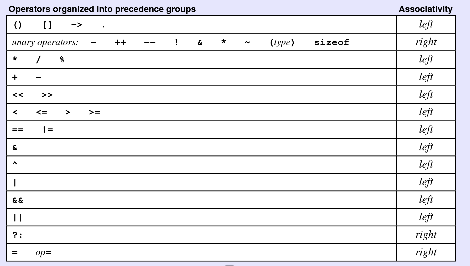 Operators organized into precedence groups Associativity
() [] -> . left
unary operators: - ++ -- ! & * ~ (type) sizeof right
* / % left
+ - left
<< >> left
< <= > >= left
== != left
& left
^ left
| left
&& left
|| left
?: right
= op= right